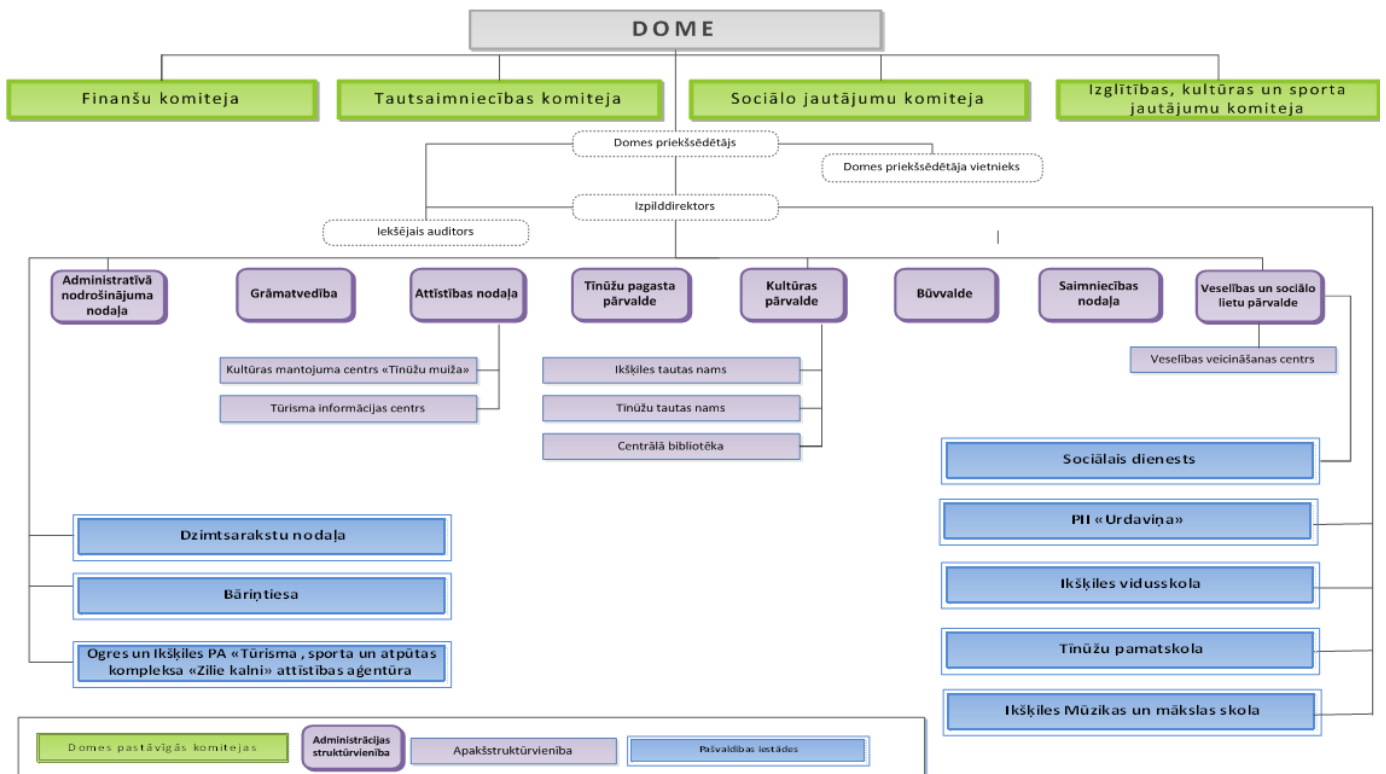 DOME
Finanšu komiteja
Tautsaimniecības komiteja
Sociālo jautājumu komiteja
Izglītības, kultūras un sporta
jautājumu komiteja
Domes priekšsēdētājs
Domes priekšsēdētāja vietnieks
Izpilddirektors
Iekšējais auditors
Administratīvā
nodrošinājuma
nodaļa
Grāmatvedība
Attīstības nodaļa
Tīnūžu pagasta
pārvalde
Kultūras
pārvalde
Būvvalde
Saimniecības
nodaļa
Veselības un sociālo
lietu pārvalde
Kultūras mantojuma centrs «Tīnūžu muiža»
Tūrisma informācijas centrs
Ikšķiles tautas nams
Tīnūžu tautas nams
Centrālā bibliotēka
Veselības veicināšanas centrs
Sociālais dienests
PII «Urdaviņa»
Ikšķiles vidusskola
Tīnūžu pamatskola
Ikšķiles Mūzikas un mākslas skola
Dzimtsarakstu nodaļa
Bāriņtiesa
Ogres un Ikšķiles PA «Tūrisma , sporta un atpūtas
kompleksa «Zilie kalni» attīstības aģentūra
Domes pastāvīgās komitejas
Administrācijas
struktūrvienība
Apakšstruktūrvienība
Pašvaldības iestādes